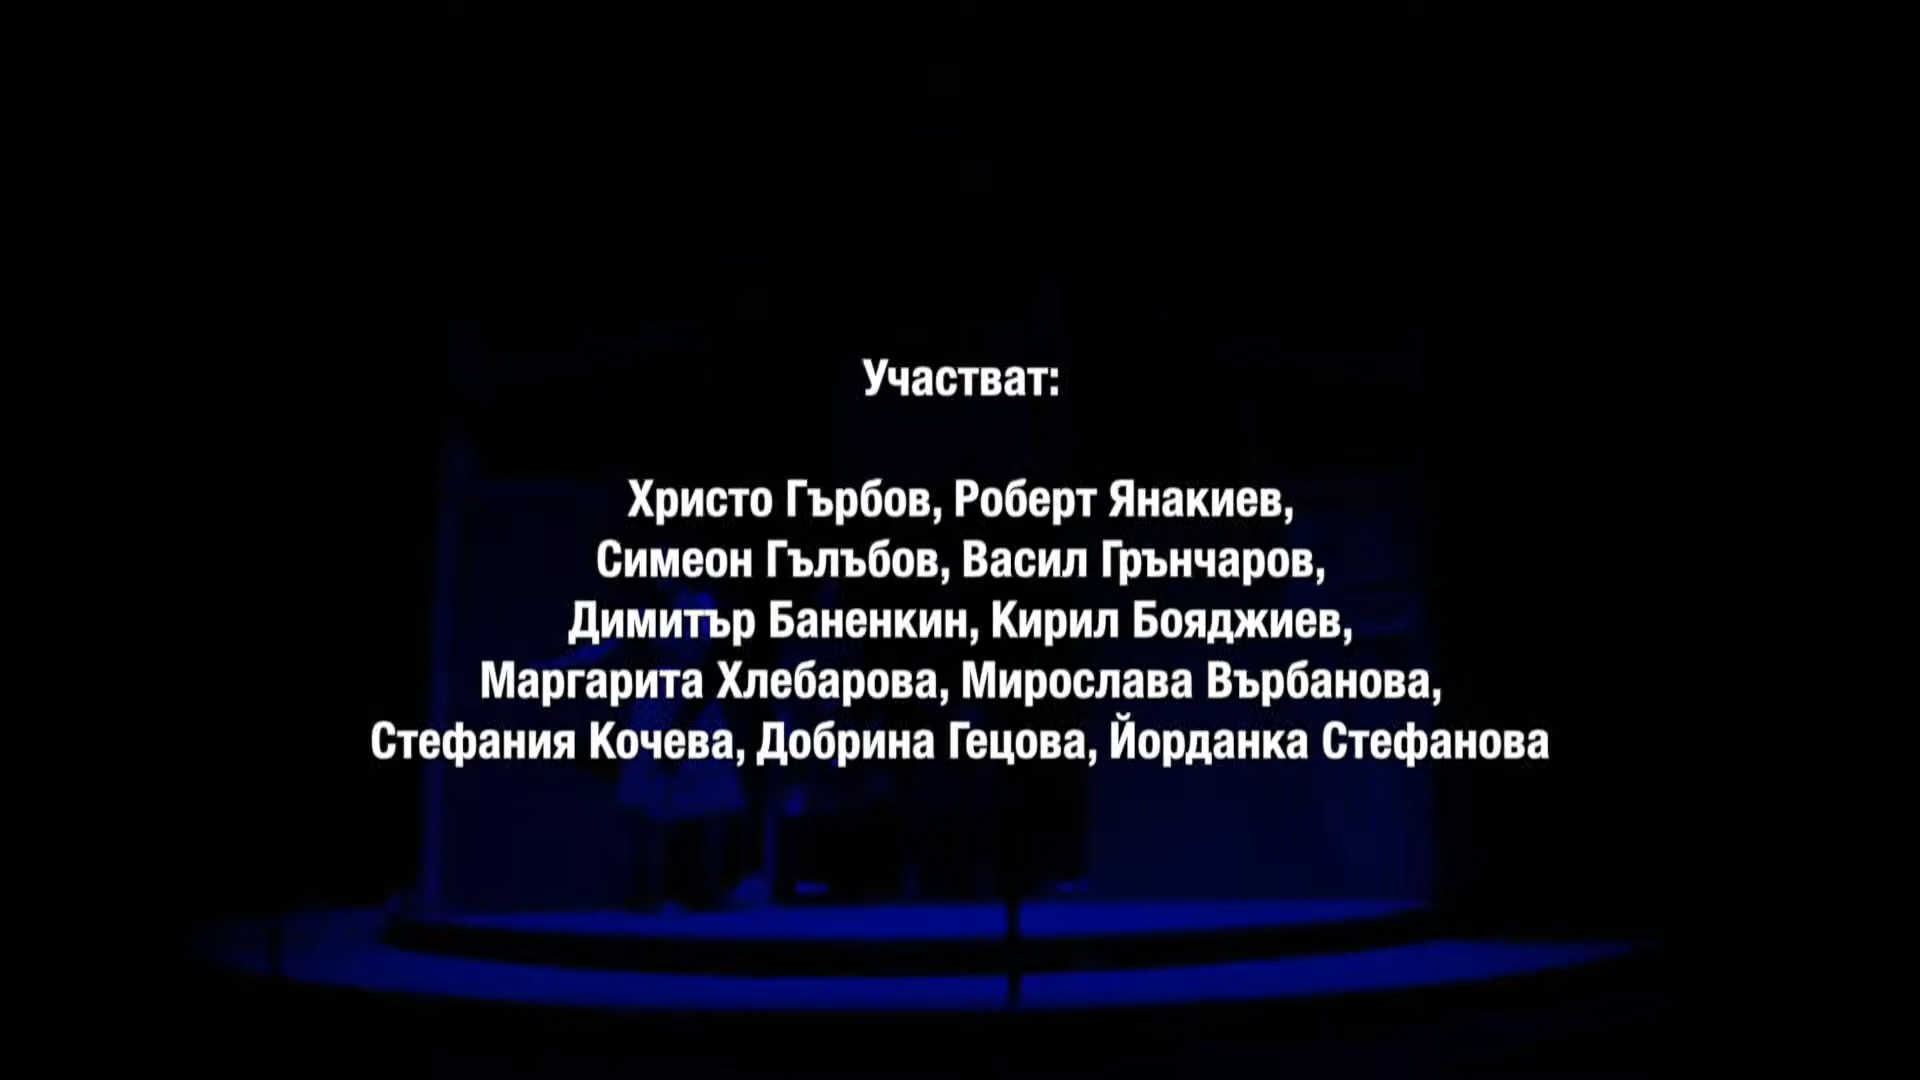 Участват:
Христо Гърбов, Роберт Янакиев,
Симеон Гълъбов, Васил Грънчаров,
Димитър Баненкин, Кирил Бояджиев,
Маргарита Хлебарова, Мирослава Върбанова,
Стефания Кочева, Добрина Гецова, Йорданка Стефанова